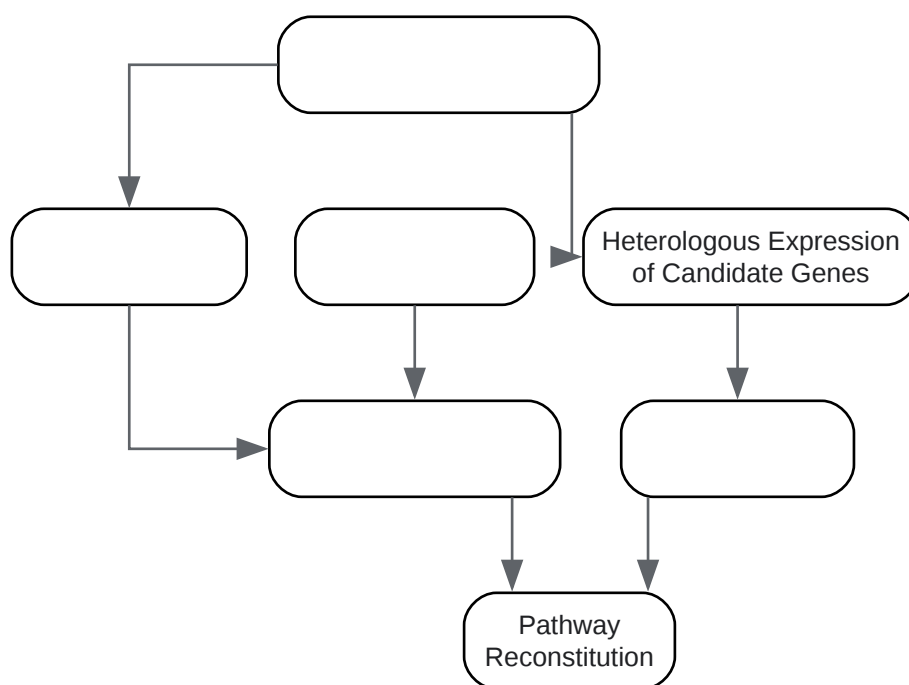 Heterologous Expression
of Candidate Genes
Pathway
Reconstitution